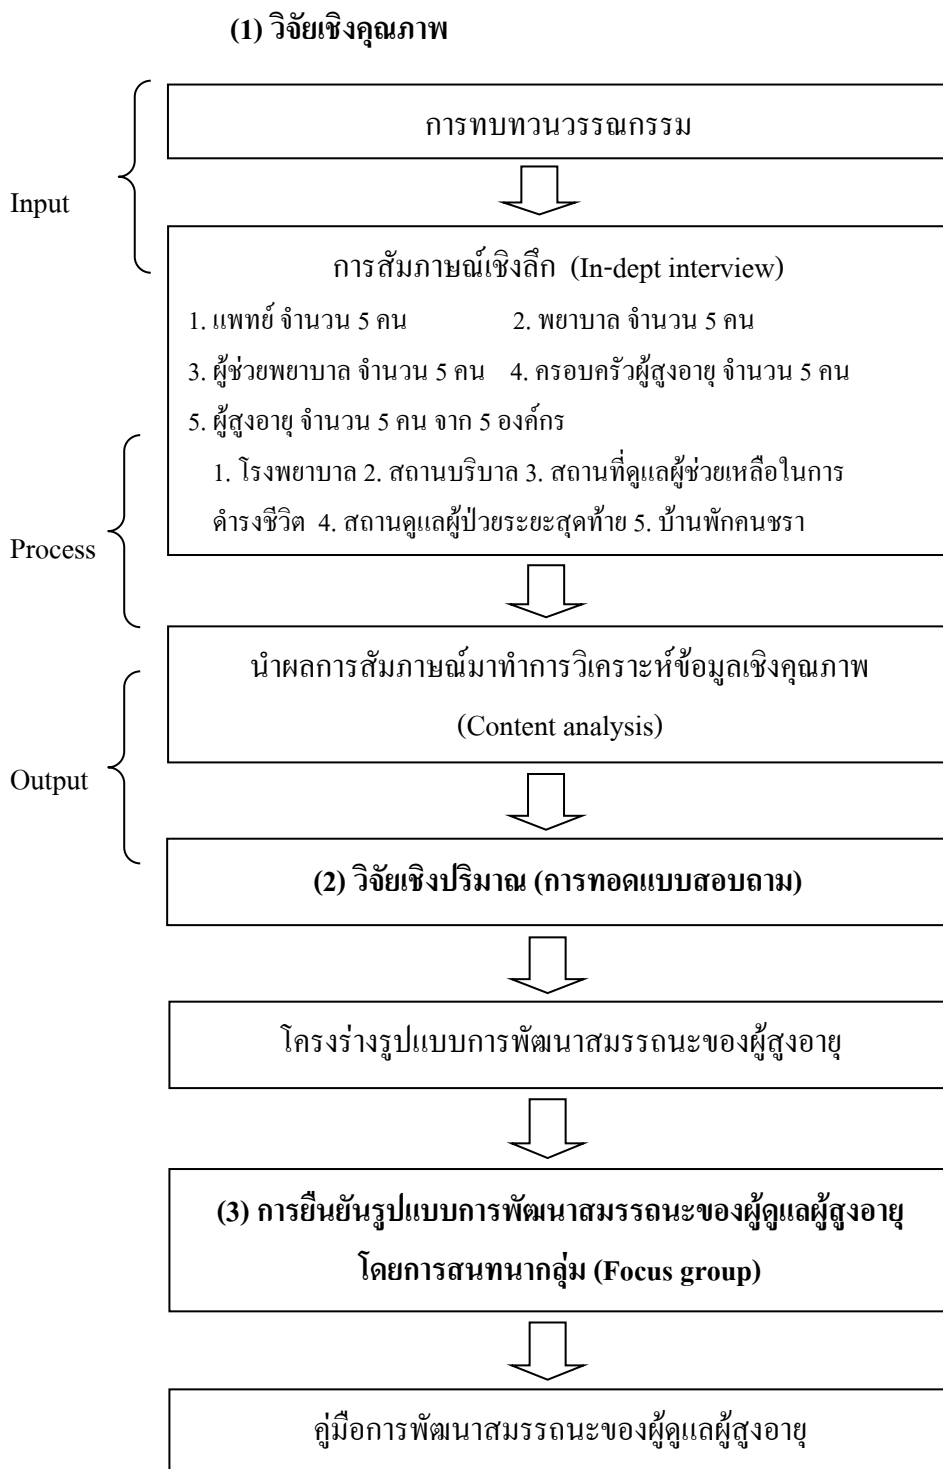 (1) วิจัยเชิงคุณภาพ
การทบทวนวรรณกรรม
Input
การสัมภาษณ์เชิงลึก (In-dept interview)
1. แพทย์ จำนวน 5 คน 2. พยาบาล จำนวน 5 คน
3. ผู้ช่วยพยาบาล จำนวน 5 คน 4. ครอบครัวผู้สูงอายุ จำนวน 5 คน
5. ผู้สูงอายุ จำนวน 5 คน จาก 5 องค์กร
1. โรงพยาบาล 2. สถานบริบาล 3. สถานที่ดูแลผู้ช่วยเหลือในการ
ดำรงชีวิต 4. สถานดูแลผู้ป่วยระยะสุดท้าย 5. บ้านพักคนชรา
Process
นำผลการสัมภาษณ์มาทำการวิเคราะห์ข้อมูลเชิงคุณภาพ
(Content analysis)
Output
(2) วิจัยเชิงปริมาณ (การทอดแบบสอบถาม)
โครงร่างรูปแบบการพัฒนาสมรรถนะของผู้สูงอายุ
(3) การยืนยันรูปแบบการพัฒนาสมรรถนะของผู้ดูแลผู้สูงอายุ
โดยการสนทนากลุ่ม (Focus group)
คู่มือการพัฒนาสมรรถนะของผู้ดูแลผู้สูงอายุ